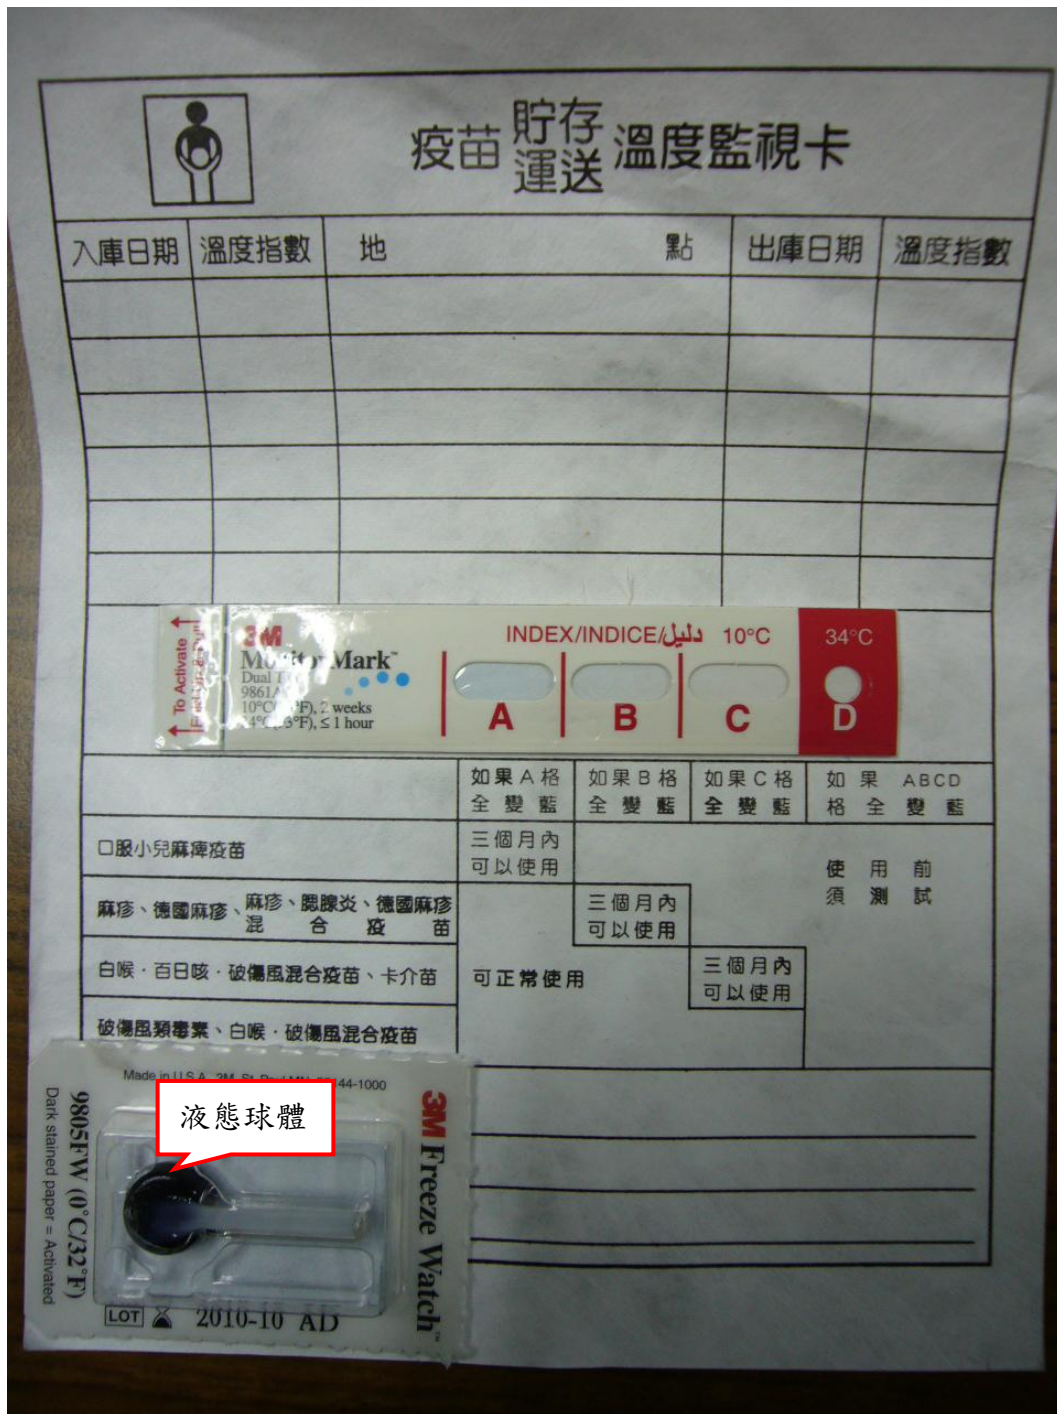 疫苗貯存運送溫度監視卡
入庫日期 溫度指數 地點 出庫日期 溫度指數
To Activate
3M
MonitorMark™
Dual
9861A
10°C 2 weeks
≤ 1 hour
INDEX/INDICE/دليل 10°C 34°C
A B C D
如果A格全變藍 如果B格全變藍 如果C格全變藍 如果ABCD格全變藍
口服小兒麻痺疫苗 三個月內可以使用 使用前須測試
麻疹、德國麻疹、麻疹、腮腺炎、德國麻疹混合疫苗 三個月內可以使用
白喉．百日咳．破傷風混合疫苗、卡介苗 可正常使用 三個月內可以使用
破傷風類毒素、白喉．破傷風混合疫苗
Made in U.S.A. 3M St. Paul MN 55144-1000
液態球體
3M Freeze Watch™
9805FW (0°C/32°F)
Dark stained paper = Activated
LOT 2010-10 AD